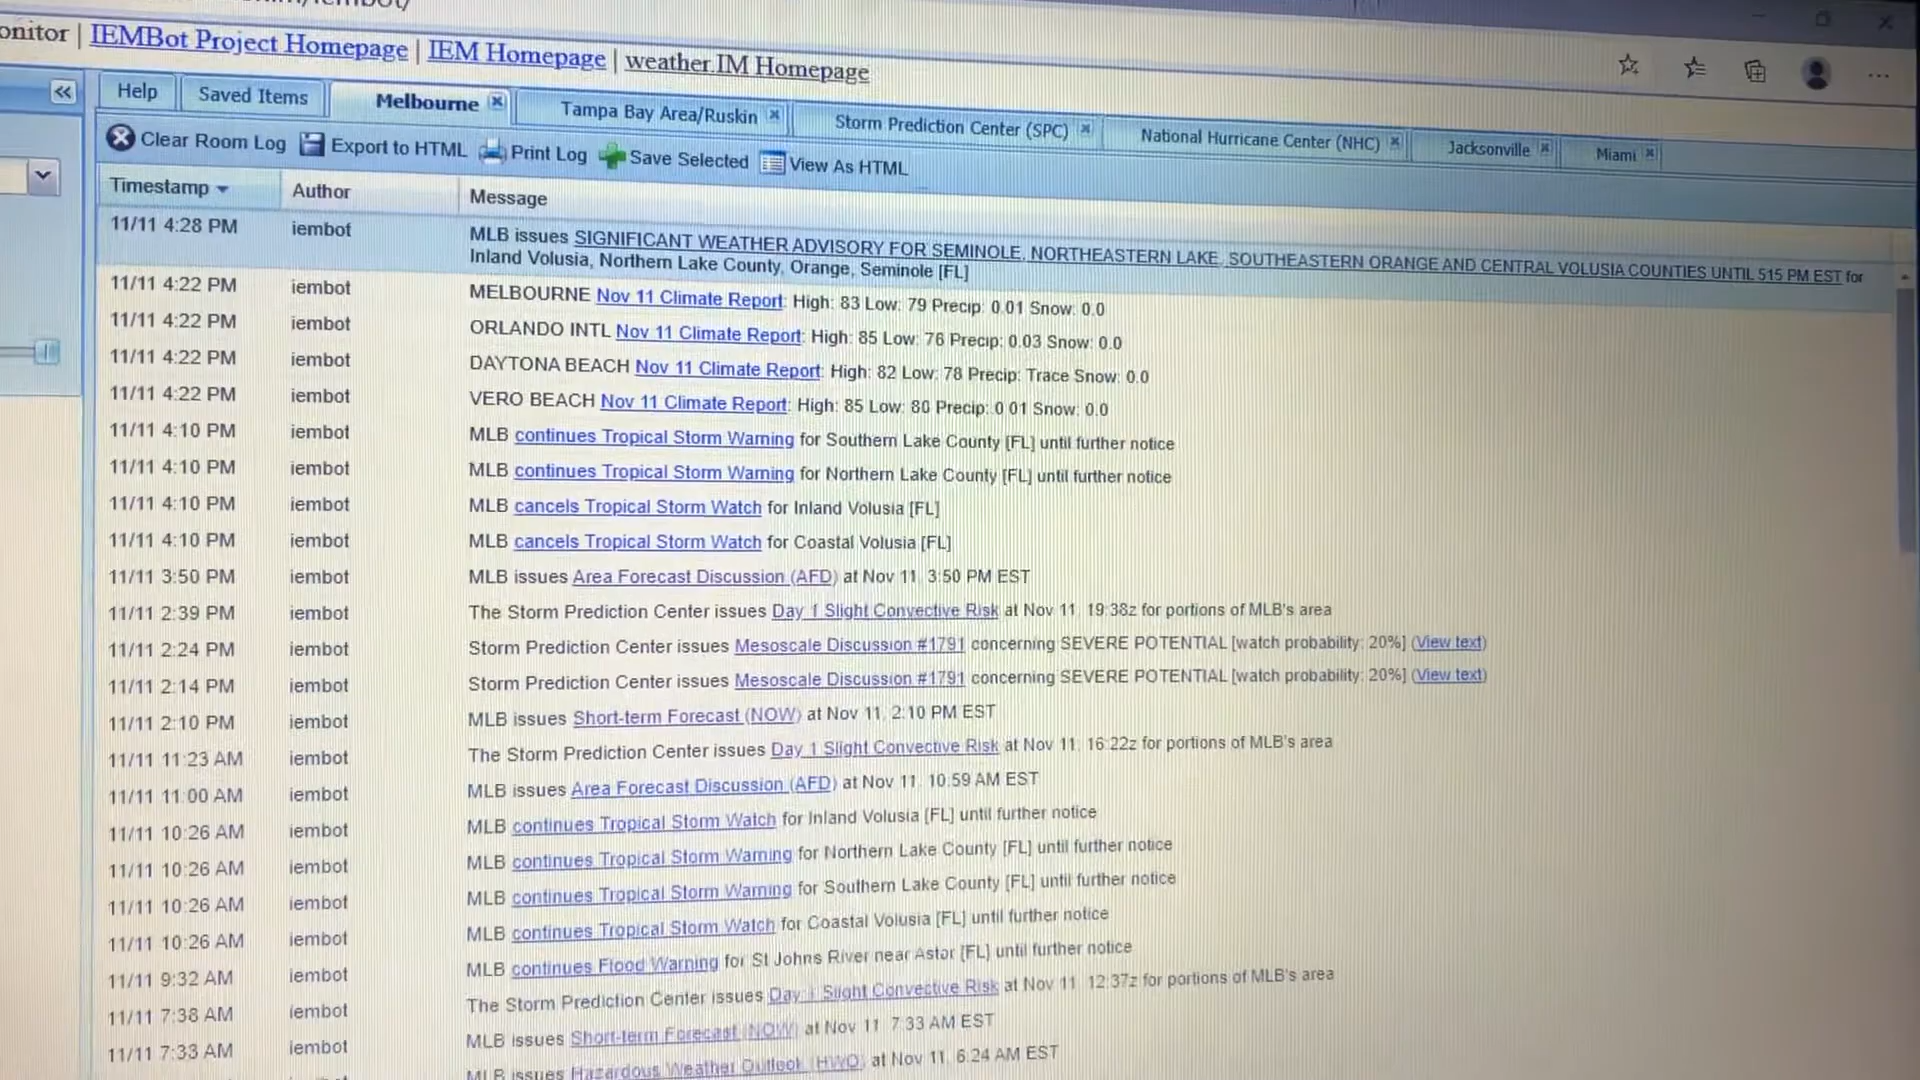 onitor | IEMBot Project Homepage | IEM Homepage | weather.IM Homepage
Help Saved Items Melbourne Tampa Bay Area/Ruskin Storm Prediction Center (SPC) National Hurricane Center (NHC) Jacksonville Miami
Clear Room Log Export to HTML Print Log Save Selected View As HTML
Timestamp Author Message
11/11 4:28 PM iembot MLB issues SIGNIFICANT WEATHER ADVISORY FOR SEMINOLE, NORTHEASTERN LAKE, SOUTHEASTERN ORANGE AND CENTRAL VOLUSIA COUNTIES UNTIL 515 PM EST for
Inland Volusia, Northern Lake County, Orange, Seminole [FL]
11/11 4:22 PM iembot MELBOURNE Nov 11 Climate Report: High: 83 Low: 79 Precip: 0.01 Snow: 0.0
11/11 4:22 PM iembot ORLANDO INTL Nov 11 Climate Report: High: 85 Low: 76 Precip: 0.03 Snow: 0.0
11/11 4:22 PM iembot DAYTONA BEACH Nov 11 Climate Report: High: 82 Low: 78 Precip: Trace Snow: 0.0
11/11 4:22 PM iembot VERO BEACH Nov 11 Climate Report: High: 85 Low: 80 Precip: 0.01 Snow: 0.0
11/11 4:10 PM iembot MLB continues Tropical Storm Warning for Southern Lake County [FL] until further notice
11/11 4:10 PM iembot MLB continues Tropical Storm Warning for Northern Lake County [FL] until further notice
11/11 4:10 PM iembot MLB cancels Tropical Storm Watch for Inland Volusia [FL]
11/11 4:10 PM iembot MLB cancels Tropical Storm Watch for Coastal Volusia [FL]
11/11 3:50 PM iembot MLB issues Area Forecast Discussion (AFD) at Nov 11, 3:50 PM EST
11/11 2:39 PM iembot The Storm Prediction Center issues Day 1 Slight Convective Risk at Nov 11, 19:38z for portions of MLB's area
11/11 2:24 PM iembot Storm Prediction Center issues Mesoscale Discussion #1791 concerning SEVERE POTENTIAL [watch probability: 20%] (View text)
11/11 2:14 PM iembot Storm Prediction Center issues Mesoscale Discussion #1791 concerning SEVERE POTENTIAL [watch probability: 20%] (View text)
11/11 2:10 PM iembot MLB issues Short-term Forecast (NOW) at Nov 11, 2:10 PM EST
11/11 11:23 AM iembot The Storm Prediction Center issues Day 1 Slight Convective Risk at Nov 11, 16:22z for portions of MLB's area
11/11 11:00 AM iembot MLB issues Area Forecast Discussion (AFD) at Nov 11, 10:59 AM EST
11/11 10:26 AM iembot MLB continues Tropical Storm Watch for Inland Volusia [FL] until further notice
11/11 10:26 AM iembot MLB continues Tropical Storm Warning for Northern Lake County [FL] until further notice
11/11 10:26 AM iembot MLB continues Tropical Storm Warning for Southern Lake County [FL] until further notice
11/11 10:26 AM iembot MLB continues Tropical Storm Watch for Coastal Volusia [FL] until further notice
11/11 9:32 AM iembot MLB continues Flood Warning for St Johns River near Astor [FL] until further notice
11/11 7:38 AM iembot The Storm Prediction Center issues Day 1 Slight Convective Risk at Nov 11, 12:37z for portions of MLB's area
11/11 7:33 AM iembot MLB issues Short-term Forecast (NOW) at Nov 11, 7:33 AM EST
MLB issues Hazardous Weather Outlook (HWO) at Nov 11, 6:24 AM EST